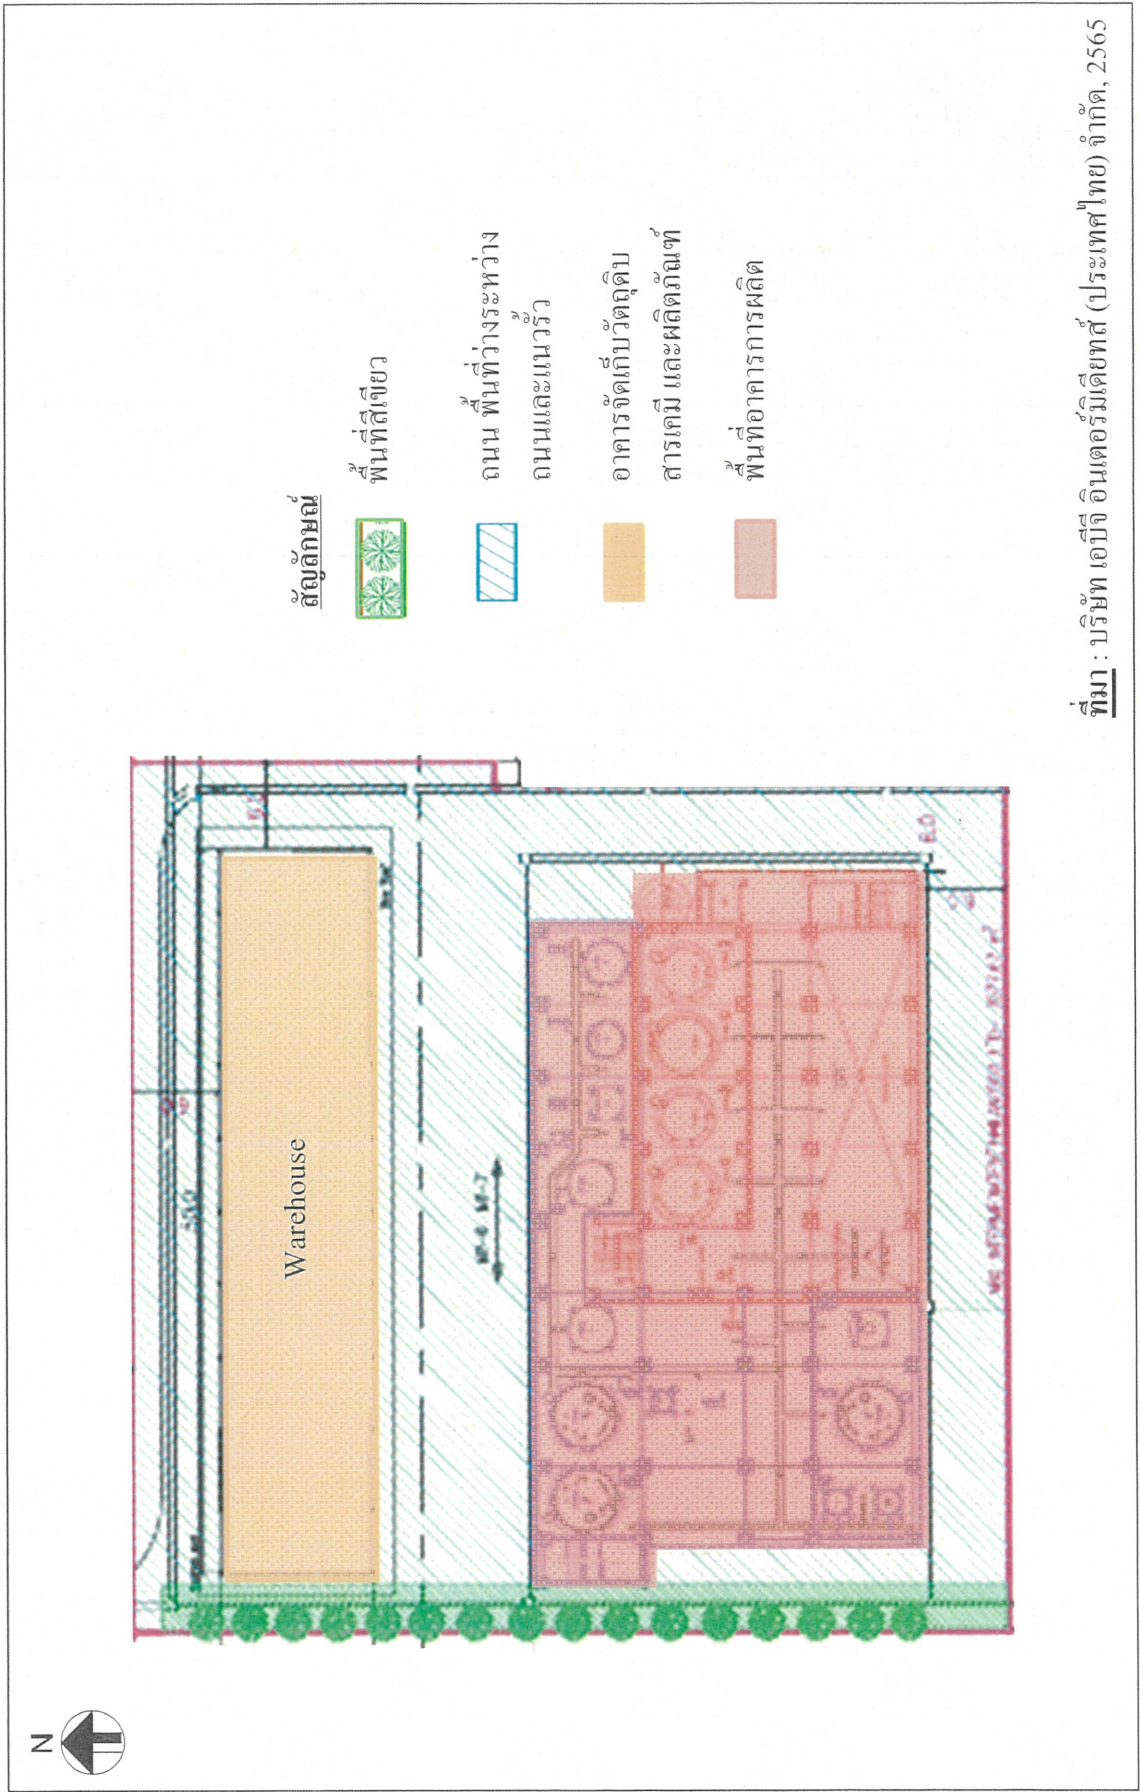 N
Warehouse
สัญลักษณ์
พื้นที่สีเขียว
ถนน พื้นที่ว่างระหว่าง
ถนนและแนวรั้ว
อาคารจัดเก็บวัตถุดิบ
สารเคมี และผลิตภัณฑ์
พื้นที่อาคารการผลิต
ที่มา : บริษัท เอบีจี อินเตอร์มีเดียทส์ (ประเทศไทย) จำกัด, 2565